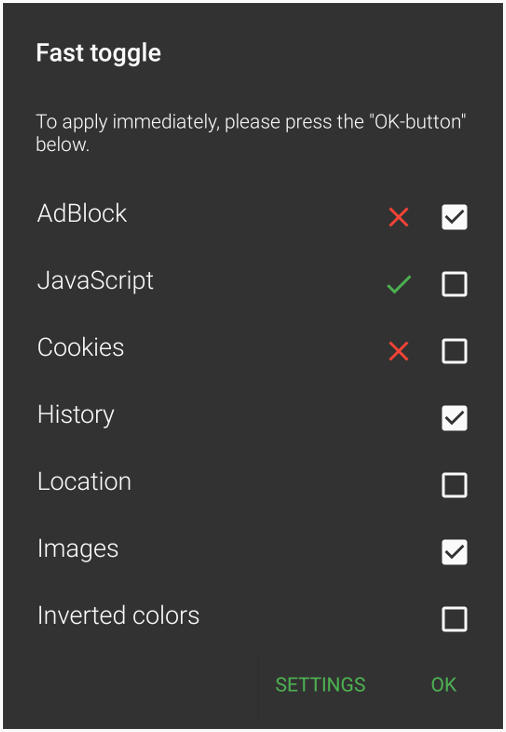 Fast toggle
To apply immediately, please press the "OK-button"
below.
AdBlock
JavaScript
Cookies
History
Location
Images
Inverted colors
SETTINGS OK